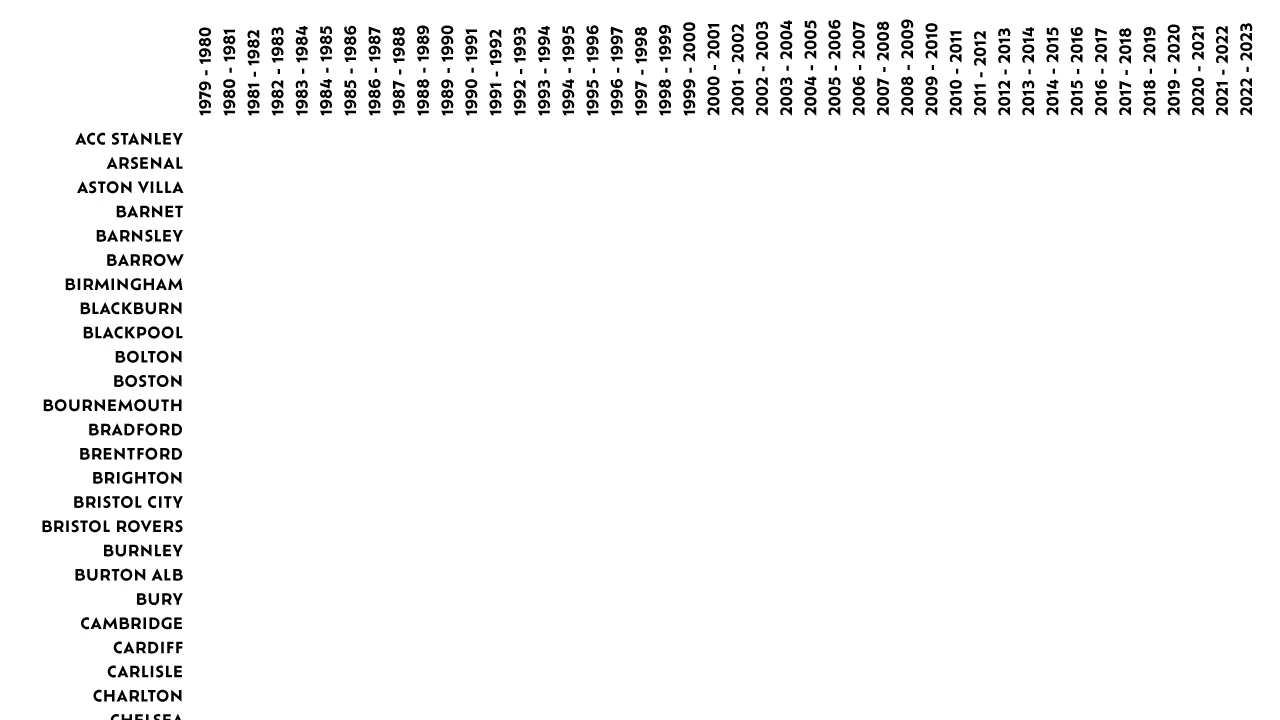 1979 - 1980
1980 - 1981
1981 - 1982
1982 - 1983
1983 - 1984
1984 - 1985
1985 - 1986
1986 - 1987
1987 - 1988
1988 - 1989
1989 - 1990
1990 - 1991
1991 - 1992
1992 - 1993
1993 - 1994
1994 - 1995
1995 - 1996
1996 - 1997
1997 - 1998
1998 - 1999
1999 - 2000
2000 - 2001
2001 - 2002
2002 - 2003
2003 - 2004
2004 - 2005
2005 - 2006
2006 - 2007
2007 - 2008
2008 - 2009
2009 - 2010
2010 - 2011
2011 - 2012
2012 - 2013
2013 - 2014
2014 - 2015
2015 - 2016
2016 - 2017
2017 - 2018
2018 - 2019
2019 - 2020
2020 - 2021
2021 - 2022
2022 - 2023
ACC STANLEY
ARSENAL
ASTON VILLA
BARNET
BARNSLEY
BARROW
BIRMINGHAM
BLACKBURN
BLACKPOOL
BOLTON
BOSTON
BOURNEMOUTH
BRADFORD
BRENTFORD
BRIGHTON
BRISTOL CITY
BRISTOL ROVERS
BURNLEY
BURTON ALB
BURY
CAMBRIDGE
CARDIFF
CARLISLE
CHARLTON
CHELSEA